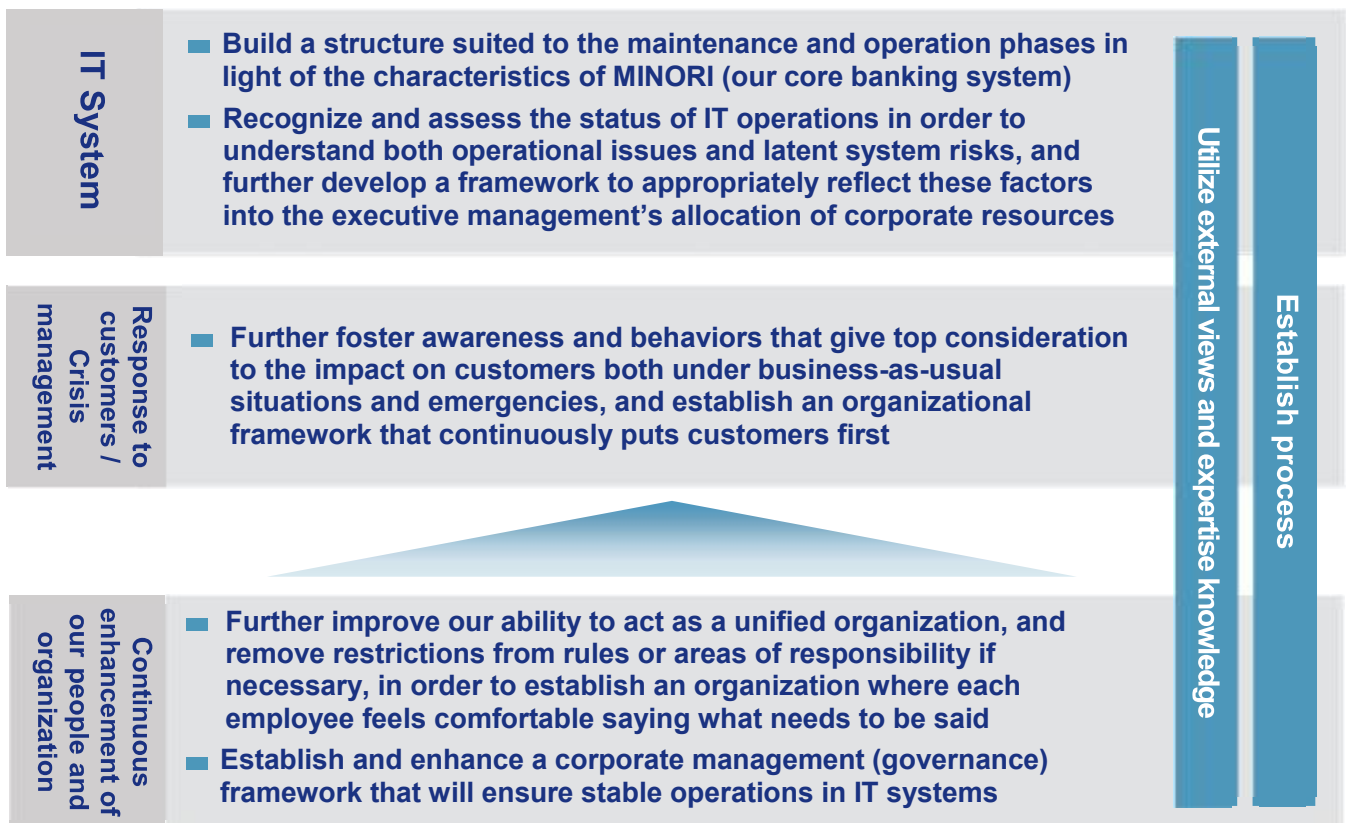 IT System
Build a structure suited to the maintenance and operation phases in
light of the characteristics of MINORI (our core banking system)
Recognize and assess the status of IT operations in order to
understand both operational issues and latent system risks, and
further develop a framework to appropriately reflect these factors
into the executive management's allocation of corporate resources
Response to
customers /
Crisis
management
Further foster awareness and behaviors that give top consideration
to the impact on customers both under business-as-usual
situations and emergencies, and establish an organizational
framework that continuously puts customers first
Continuous
enhancement of
our people and
organization
Further improve our ability to act as a unified organization, and
remove restrictions from rules or areas of responsibility if
necessary, in order to establish an organization where each
employee feels comfortable saying what needs to be said
Establish and enhance a corporate management (governance)
framework that will ensure stable operations in IT systems
Utilize external views and expertise knowledge
Establish process